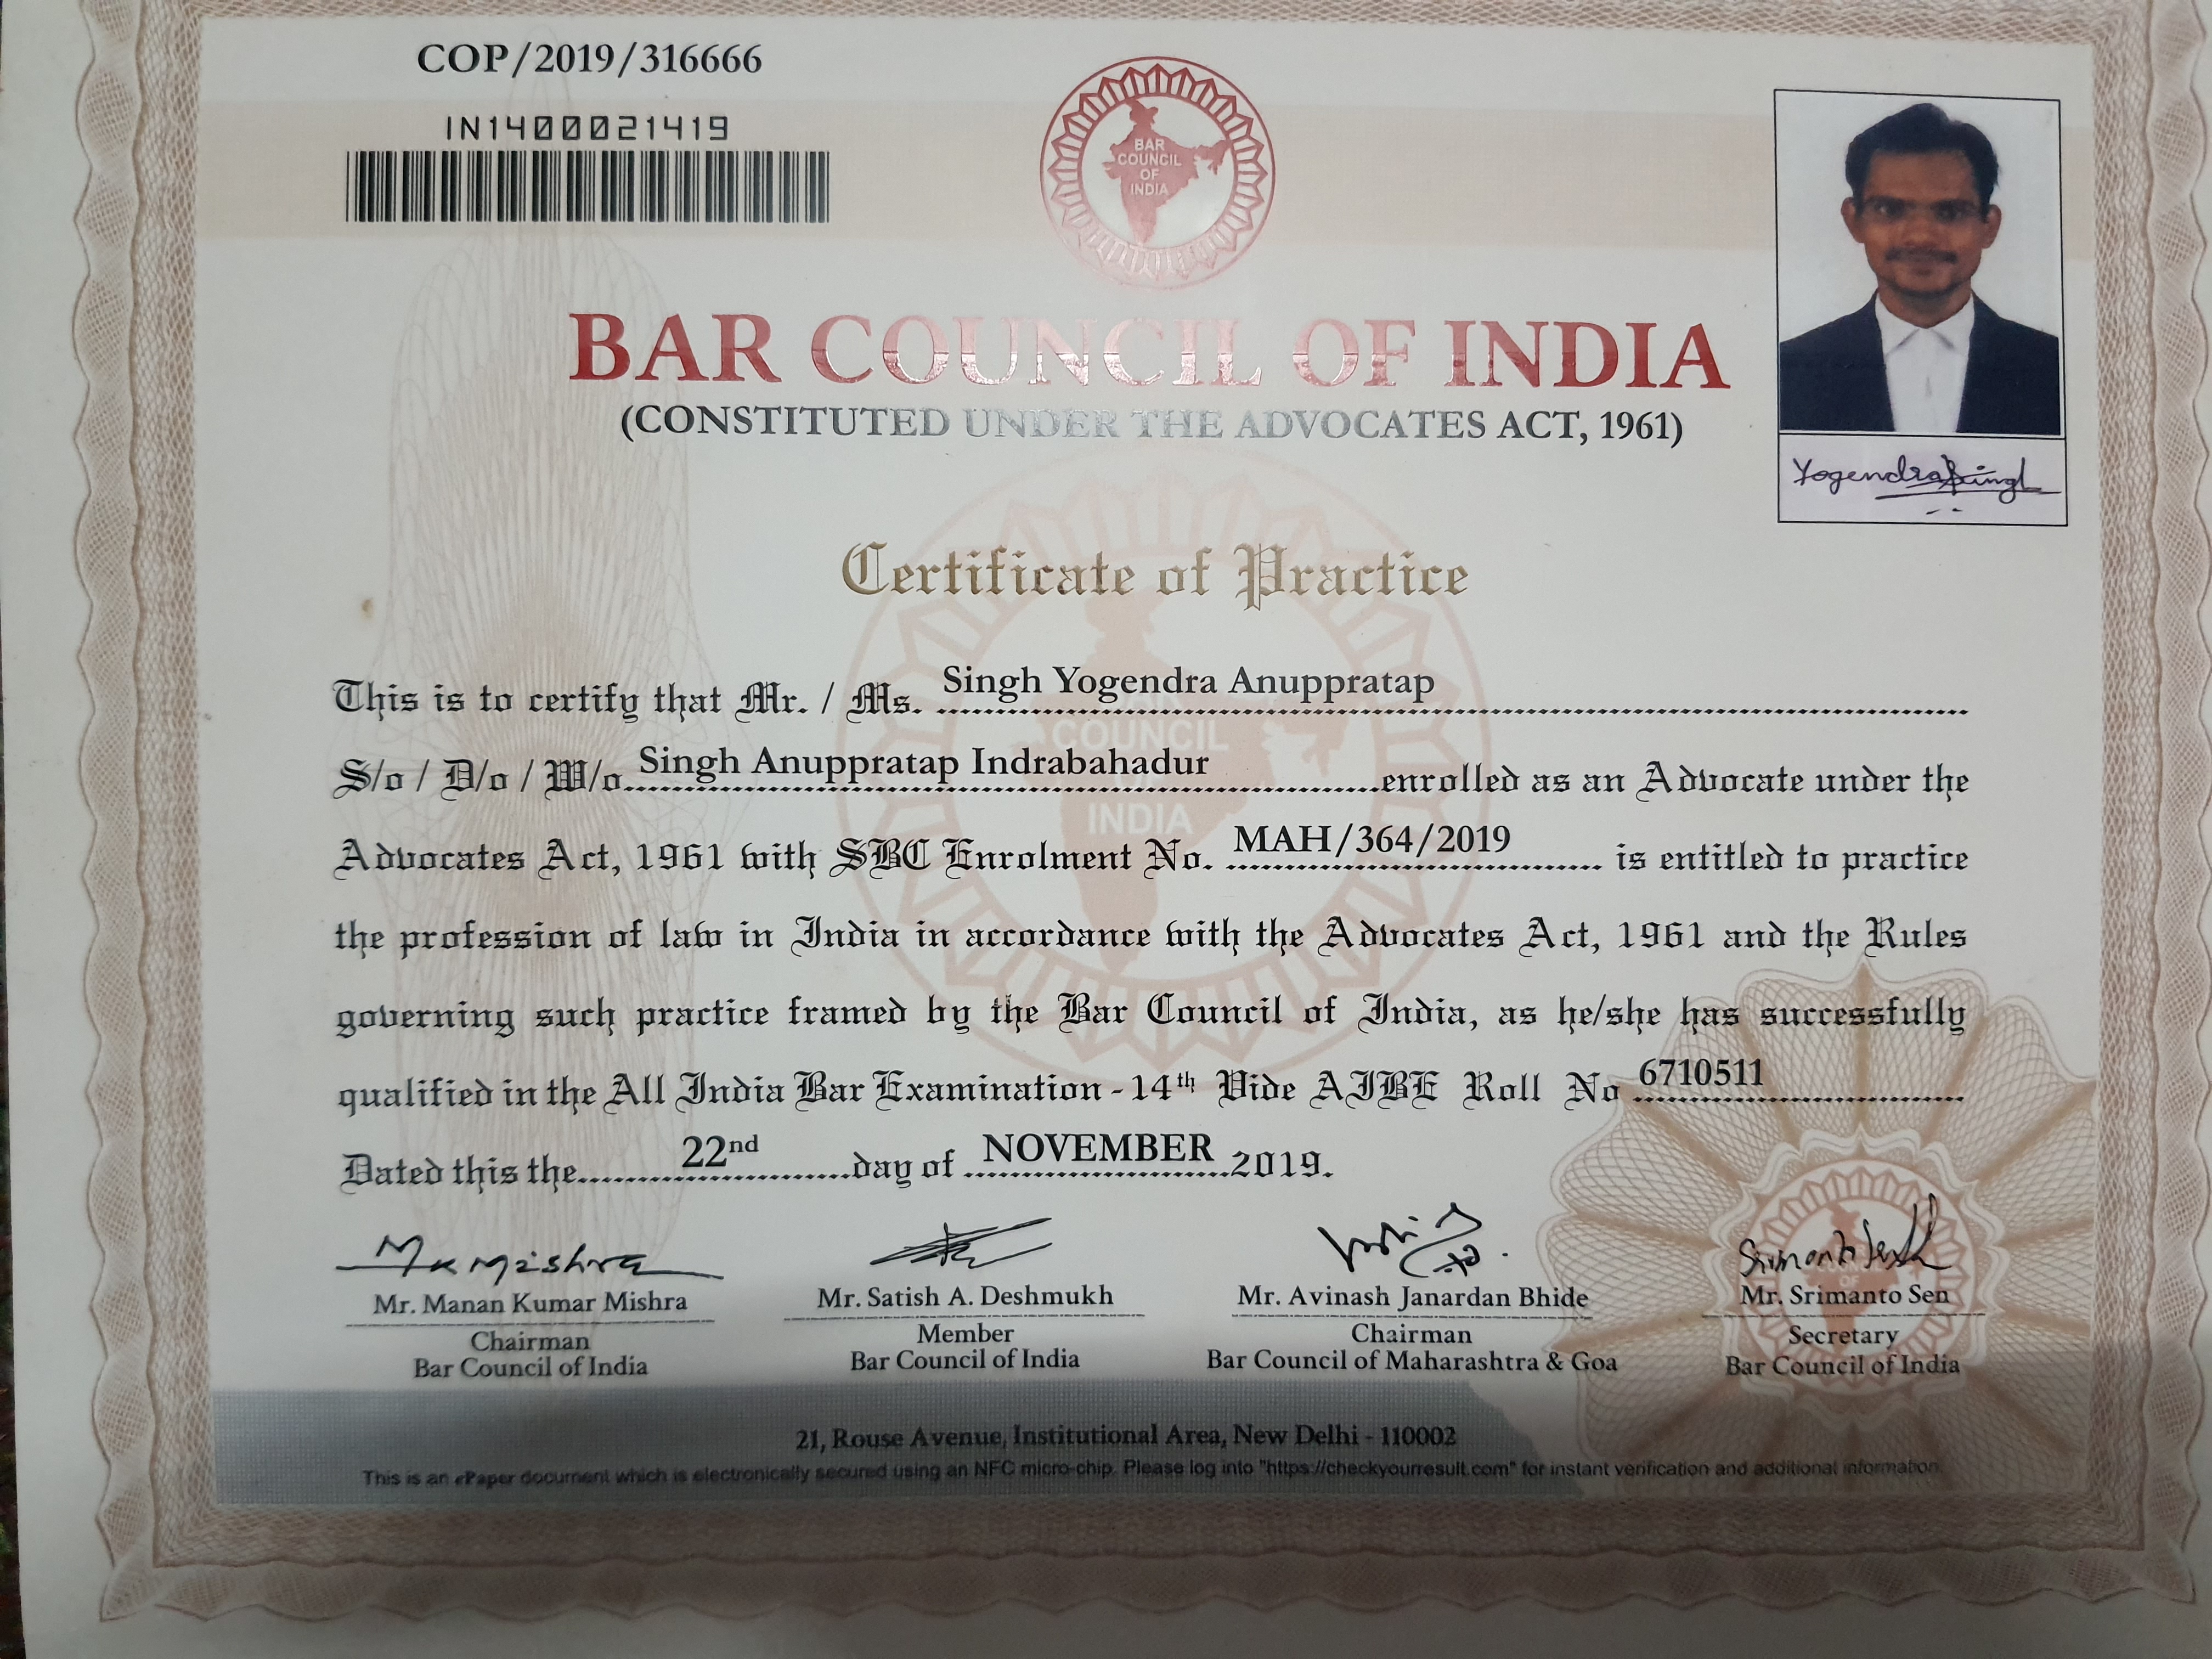 COP/2019/316666
IN1400021419
BAR
COUNCIL
OF
INDIA
BAR COUNCIL OF INDIA
(CONSTITUTED UNDER THE ADVOCATES ACT, 1961)
Yogendra Singh
Certificate of Practice
This is to certify that Mr. / Ms. Singh Yogendra Anuppratap
S/o / D/o / W/o Singh Anuppratap Indrabahadur enrolled as an Advocate under the
Advocates Act, 1961 with SBC Enrolment No. MAH/364/2019 is entitled to practice
the profession of law in India in accordance with the Advocates Act, 1961 and the Rules
governing such practice framed by the Bar Council of India, as he/she has successfully
qualified in the All India Bar Examination - 14th Vide AIBE Roll No 6710511
Dated this the 22nd day of NOVEMBER 2019.
COUNCIL
INDIA
Mk Mishra
Srimanto Sen
Mr. Manan Kumar Mishra
Mr. Satish A. Deshmukh
Mr. Avinash Janardan Bhide
Mr. Srimanto Sen
Chairman
Member
Chairman
Secretary
Bar Council of India
Bar Council of India
Bar Council of Maharashtra & Goa
Bar Council of India
21, Rouse Avenue, Institutional Area, New Delhi - 110002
This is an ePaper document which is electronically secured using an NFC micro-chip. Please log into "https://checkyourresult.com" for instant verification and additional information.